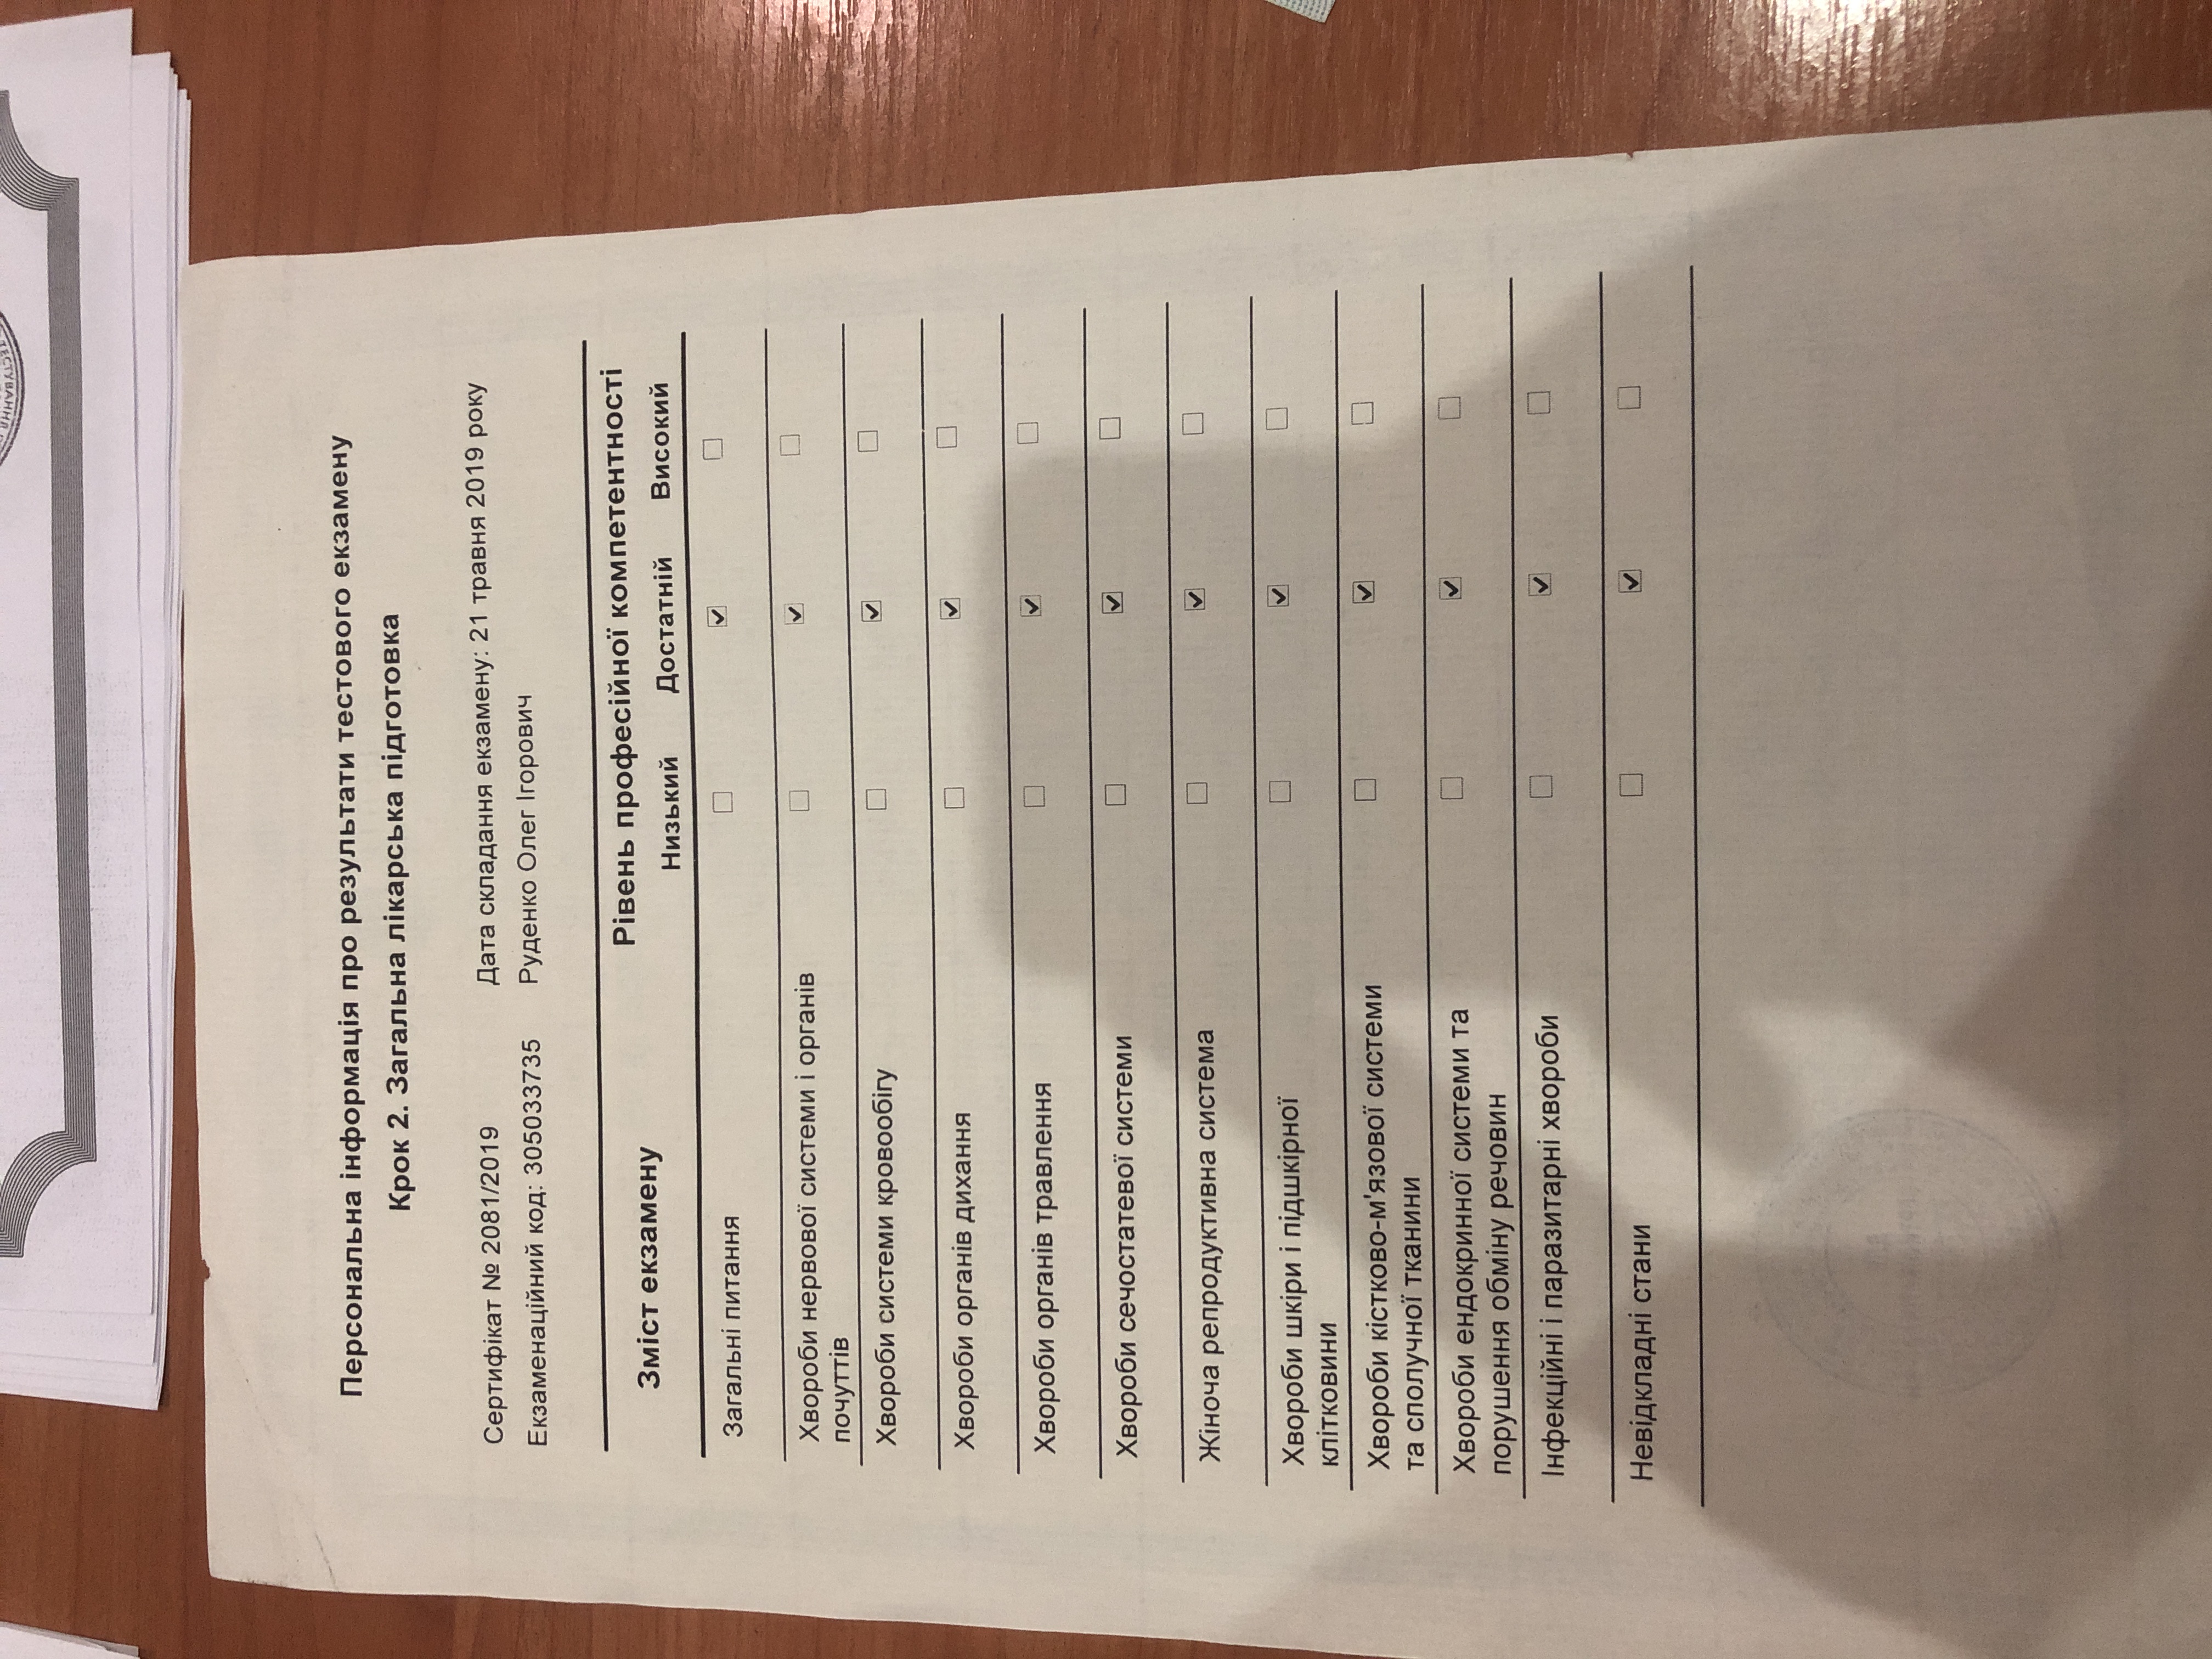 ТЕСТУВАННЯ
Персональна інформація про результати тестового екзамену
Крок 2. Загальна лікарська підготовка
Сертифікат № 2081/2019 Дата складання екзамену: 21 травня 2019 року
Екзаменаційний код: 305033735 Руденко Олег Ігорович
Зміст екзамену Рівень професійної компетентності
Низький Достатній Високий
Загальні питання
Хвороби нервової системи і органів
почуттів
Хвороби системи кровообігу
Хвороби органів дихання
Хвороби органів травлення
Хвороби сечостатевої системи
Жіноча репродуктивна система
Хвороби шкіри і підшкірної
клітковини
Хвороби кістково-м'язової системи
та сполучної тканини
Хвороби ендокринної системи та
порушення обміну речовин
Інфекційні і паразитарні хвороби
Невідкладні стани